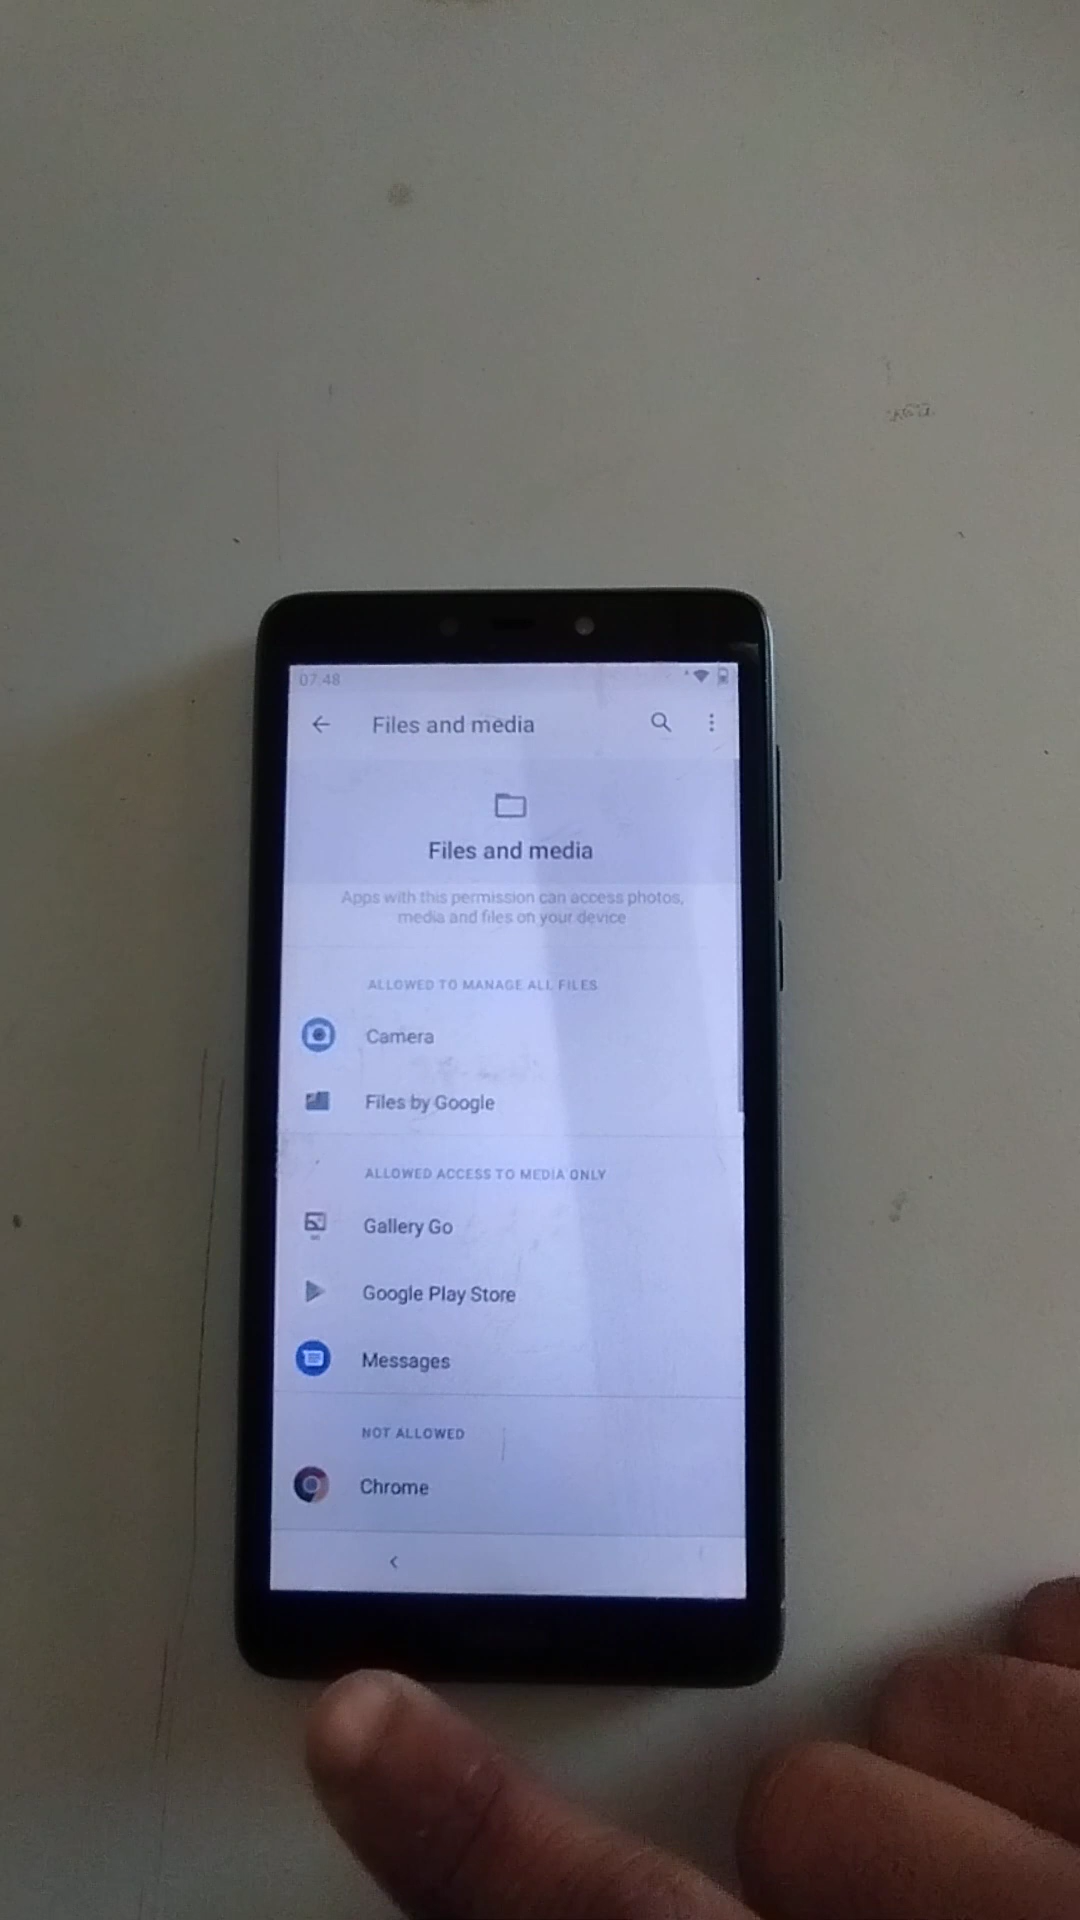 07:48
Files and media
Files and media
Apps with this permission can access photos,
media and files on your device
ALLOWED TO MANAGE ALL FILES
Camera
Files by Google
ALLOWED ACCESS TO MEDIA ONLY
Gallery Go
Google Play Store
Messages
NOT ALLOWED
Chrome